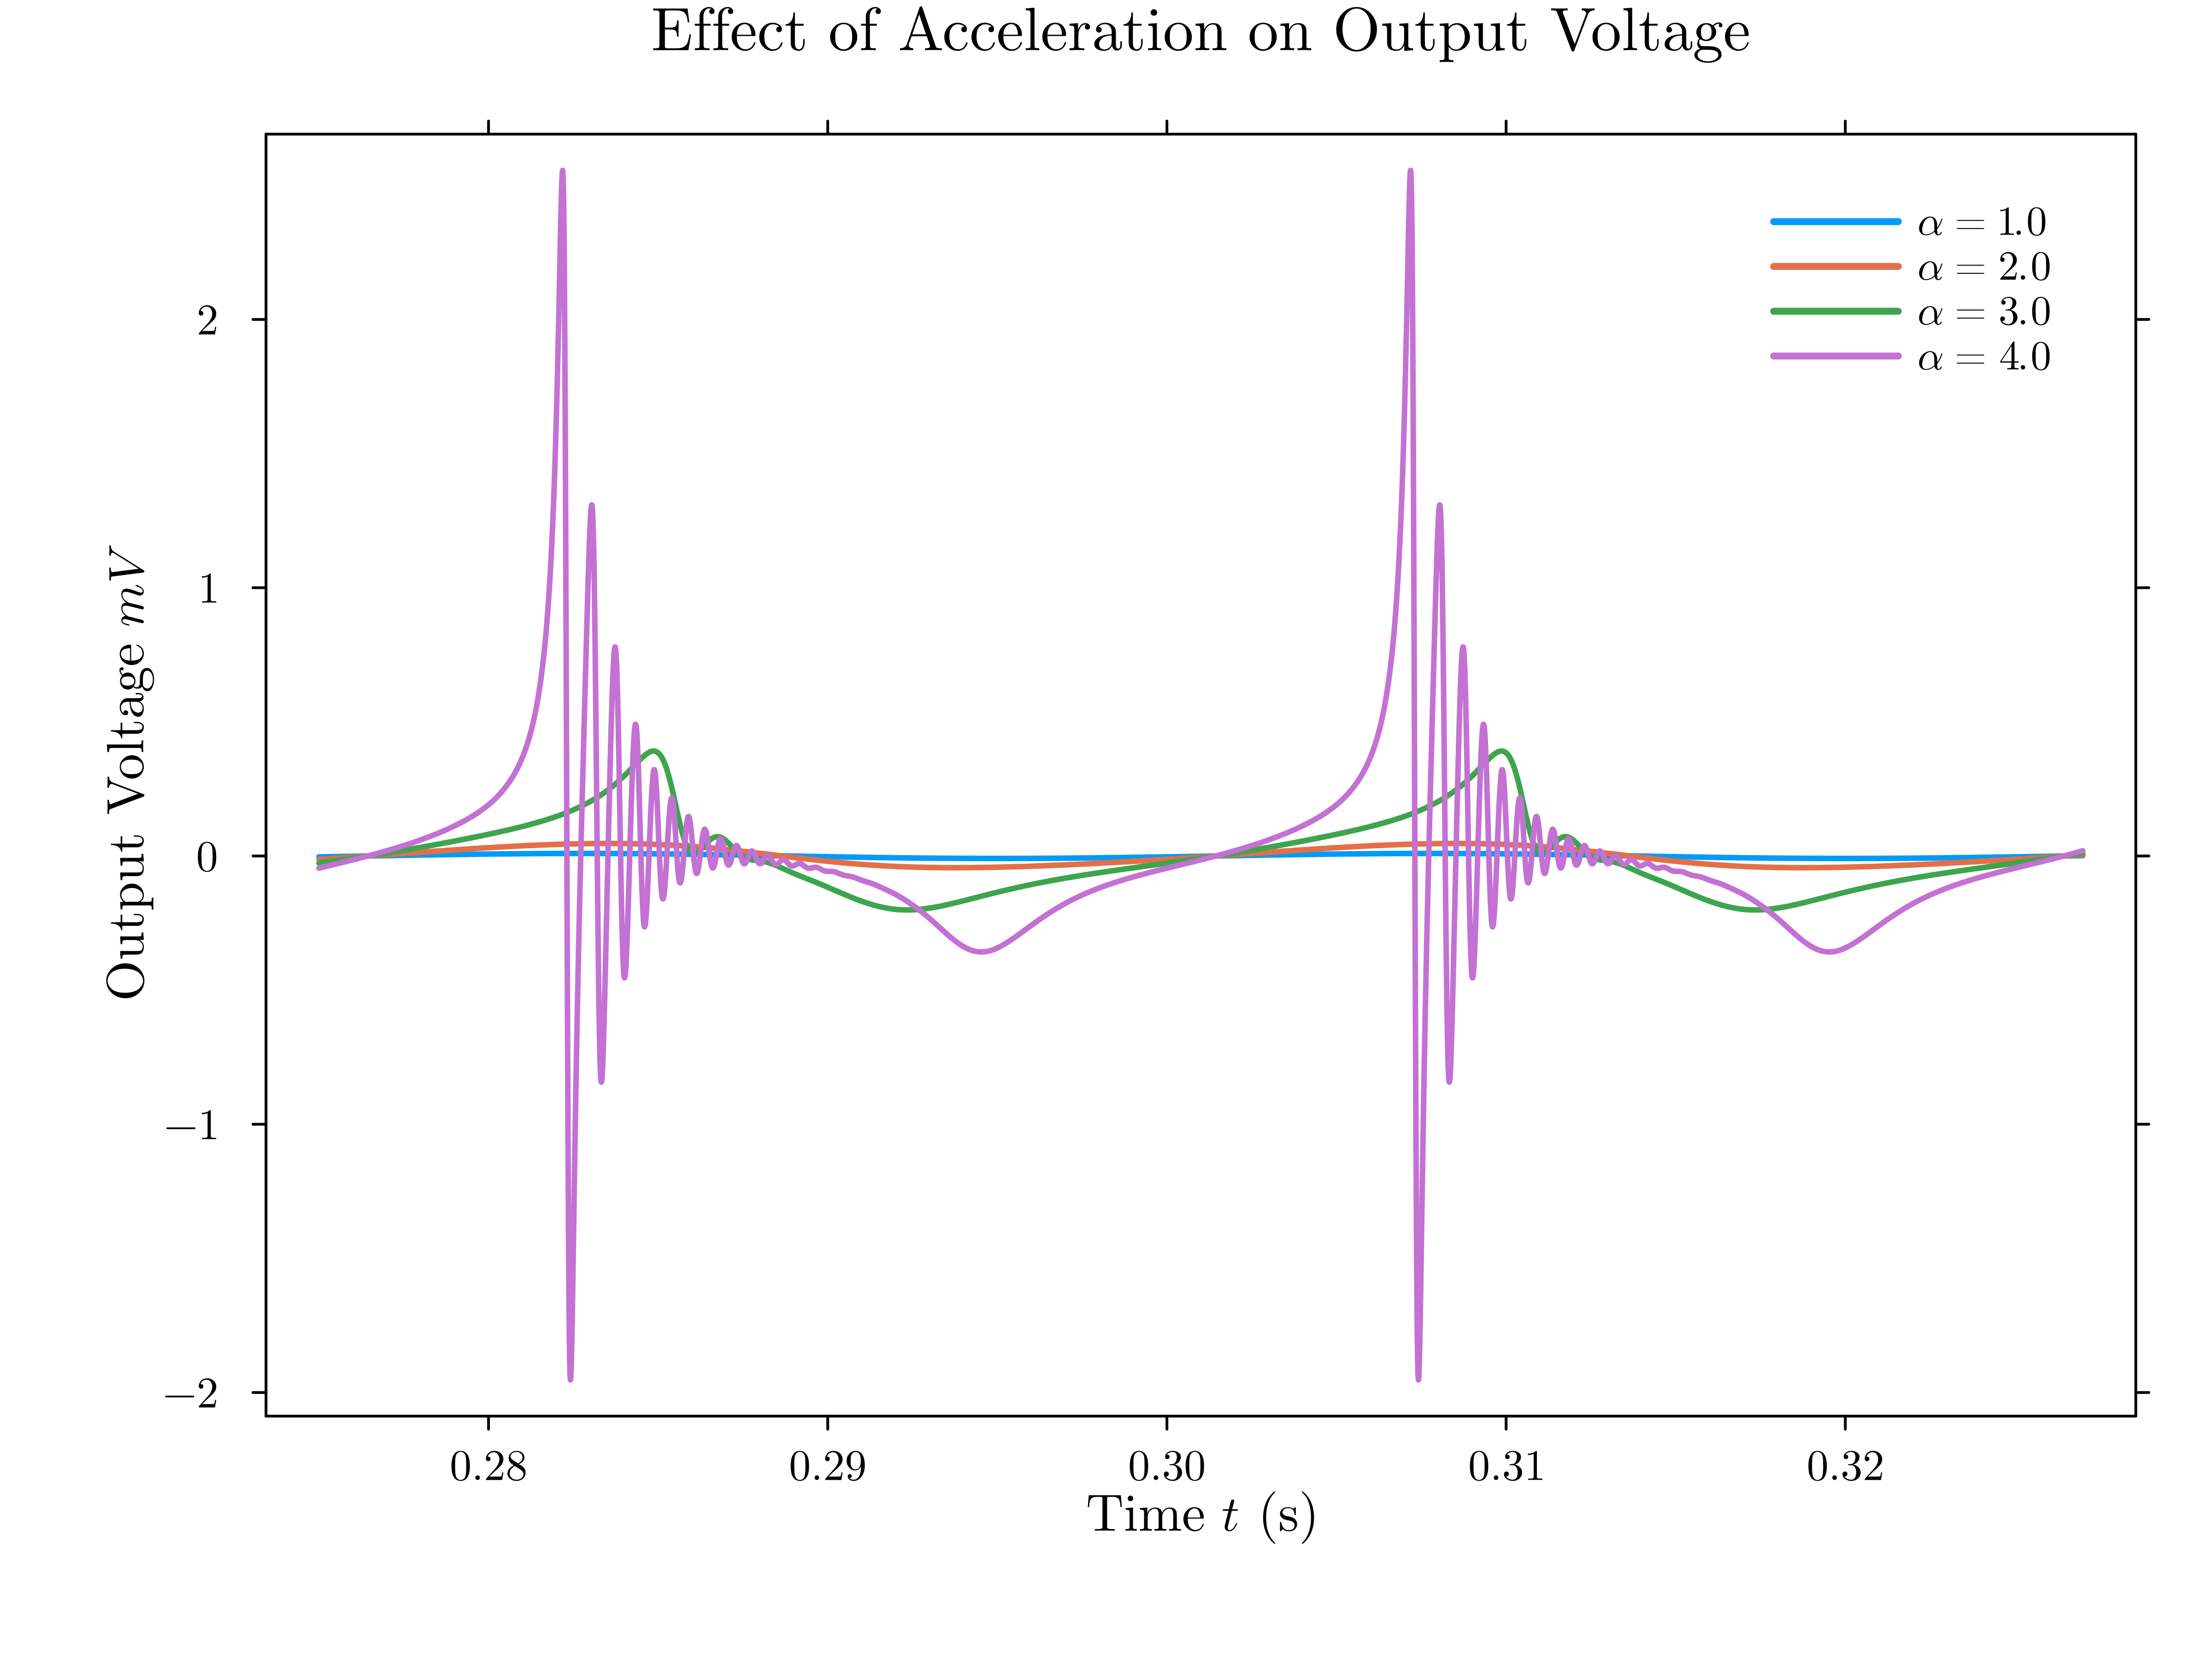 Effect of Acceleration on Output Voltage
α = 1.0
α = 2.0
α = 3.0
α = 4.0
Output Voltage mV
2
1
0
−1
−2
0.28
0.29
0.30
0.31
0.32
Time t (s)